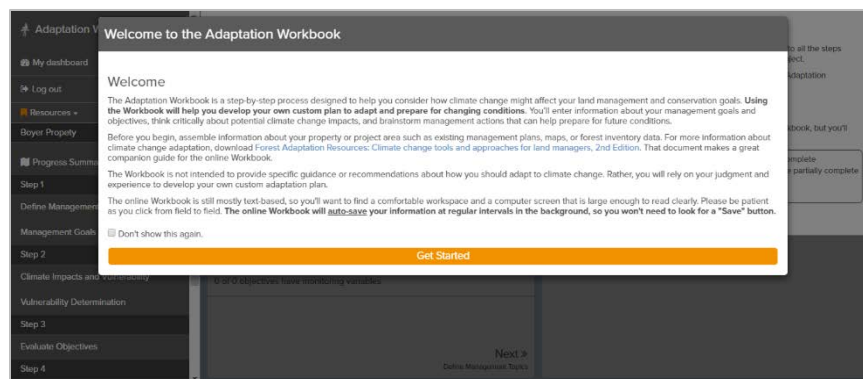 Adaptation W
My dashboard
Log out
Resources
Boyer Propety
Progress Summa
Step 1
Define Management
Management Goals
Step 2
Climate Impacts and Vulnerability
Vulnerability Determination
Step 3
Evaluate Objectives
Step 4
Welcome to the Adaptation Workbook
Welcome
The Adaptation Workbook is a step-by-step process designed to help you consider how climate change might affect your land management and conservation goals. Using
the Workbook will help you develop your own custom plan to adapt and prepare for changing conditions. You'll enter information about your management goals and
objectives, think critically about potential climate change impacts, and brainstorm management actions that can help prepare for future conditions.
Before you begin, assemble information about your property or project area such as existing management plans, maps, or forest inventory data. For more information about
climate change adaptation, download Forest Adaptation Resources: Climate change tools and approaches for land managers, 2nd Edition. That document makes a great
companion guide for the online Workbook.
The Workbook is not intended to provide specific guidance or recommendations about how you should adapt to climate change. Rather, you will rely on your judgment and
experience to develop your own custom adaptation plan.
The Workbook is still mostly text-based, so you'll want to find a comfortable workspace and a computer screen that is large enough to read clearly. Please be patient
as you click from field to field. The online Workbook will auto-save your information at regular intervals in the background, so you won't need to look for a "Save" button.
Don't show this again.
Get Started
to all the steps
ject.
Adaptation
kbook, but you'll
mplete
e partially complete
0 of 0 objectives have monitoring variables
Next »
Define Management Topics